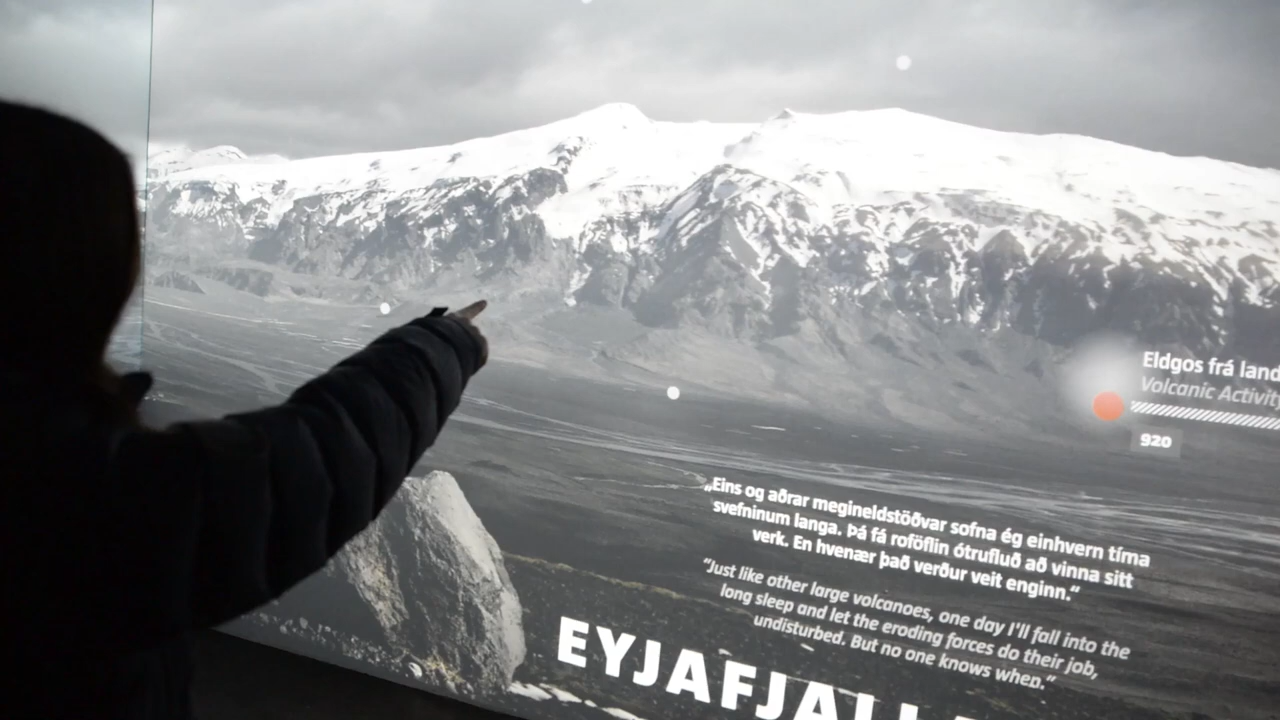 Eldgos frá land
Volcanic Activity
920
„Eins og aðrar megineldstöðvar sofna ég einhvern tíma
svefninum langa. Þá fá roföflin ótrufluð að vinna sitt
verk. En hvenær það verður veit enginn.“
“Just like other large volcanoes, one day I'll fall into the
long sleep and let the eroding forces do their job,
undisturbed. But no one knows when.”
EYJAFJALL